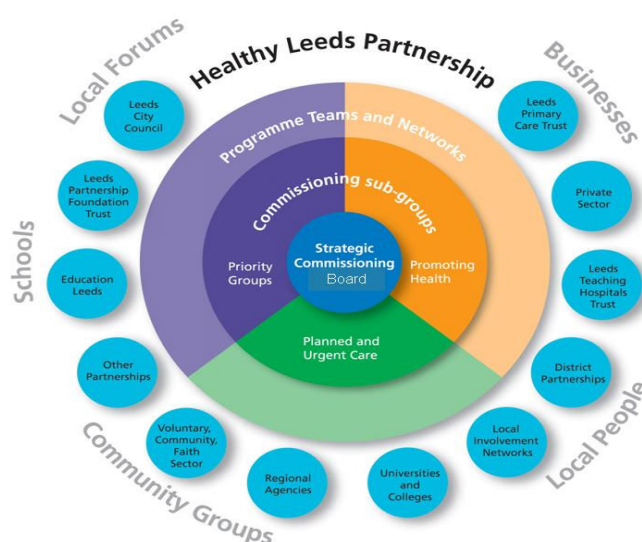 Healthy Leeds Partnership
Local Forums
Businesses
Schools
Local People
Community Groups
Programme Teams and Networks
Commissioning sub-groups
Strategic
Commissioning
Board
Priority
Groups
Promoting
Health
Planned and
Urgent Care
Leeds
City
Council
Leeds
Partnership
Foundation
Trust
Education
Leeds
Other
Partnerships
Voluntary,
Community,
Faith
Sector
Regional
Agencies
Universities
and
Colleges
Local
Involvement
Networks
District
Partnerships
Leeds
Teaching
Hospitals
Trust
Private
Sector
Leeds
Primary
Care Trust